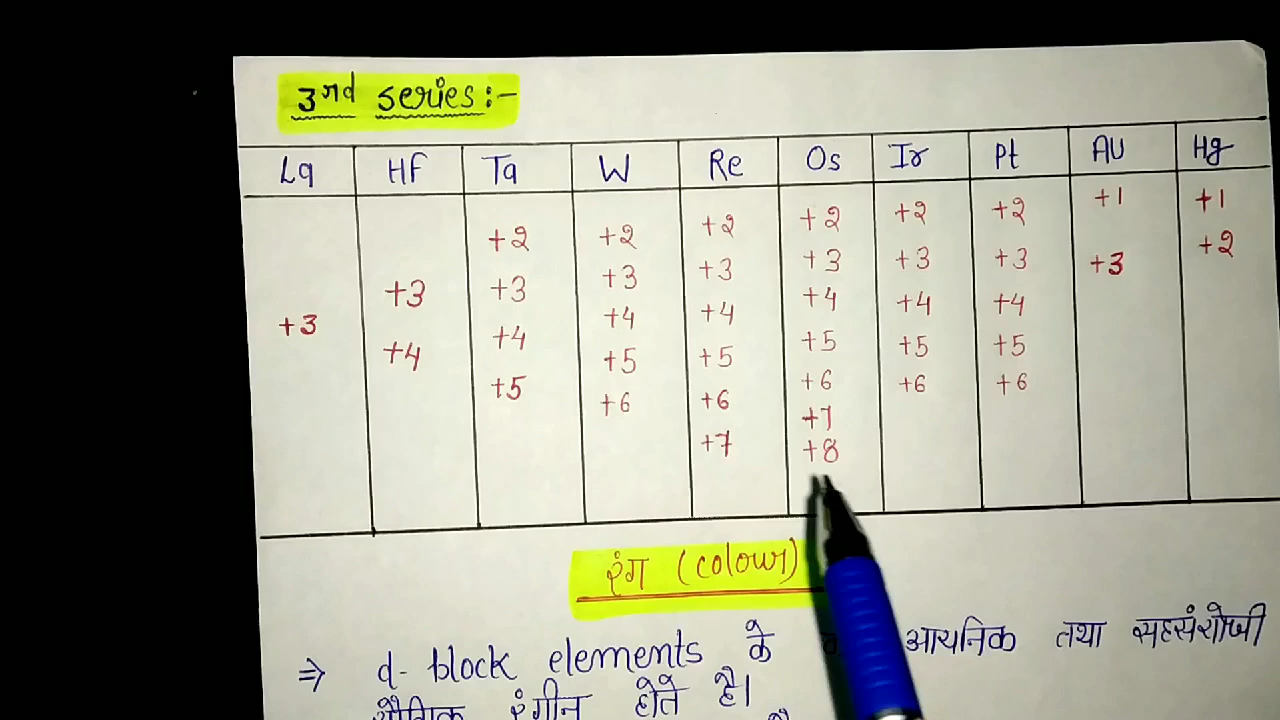 3rd series:-
La Hf Ta W Re Os Ir Pt AU Hg
+2 +2 +2 +2 +2 +2 +1 +1
+3 +3 +3 +3 +3 +3 +3 +3 +2
+3 +4 +4 +4 +4 +4 +4 +4
+5 +5 +5 +5 +5 +5
+6 +6 +6 +6 +6
+7 +7
+8
रंग (colour)
⇒ d-block elements के आयनिक तथा सहसंयोजी
यौगिक रंगीन होते है।